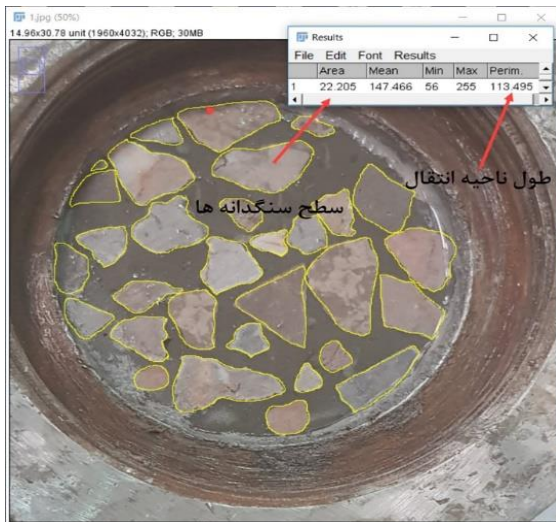 1.jpg (50%)
14.96x30.78 unit (1960x4032); RGB; 30MB
Results
File Edit Font Results
Area Mean Min Max Perim.
1 22.205 147.466 56 255 113.495
طول ناحیه انتقال
سطح سنگدانه ها